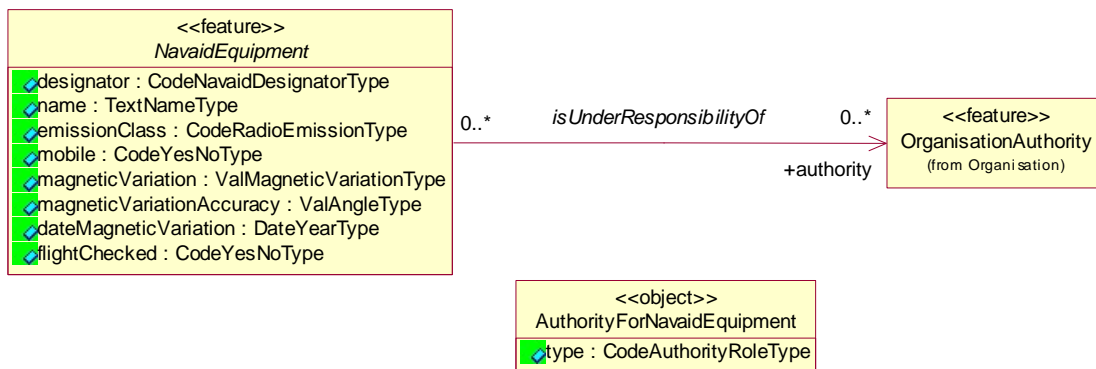 <<feature>>
NavaidEquipment
designator : CodeNavaidDesignatorType
name : TextNameType
emissionClass : CodeRadioEmissionType
mobile : CodeYesNoType
magneticVariation : ValMagneticVariationType
magneticVariationAccuracy : ValAngleType
dateMagneticVariation : DateYearType
flightChecked : CodeYesNoType
0..* isUnderResponsibilityOf 0..*
+authority
<<feature>>
OrganisationAuthority
(from Organisation)
<<object>>
AuthorityForNavaidEquipment
type : CodeAuthorityRoleType